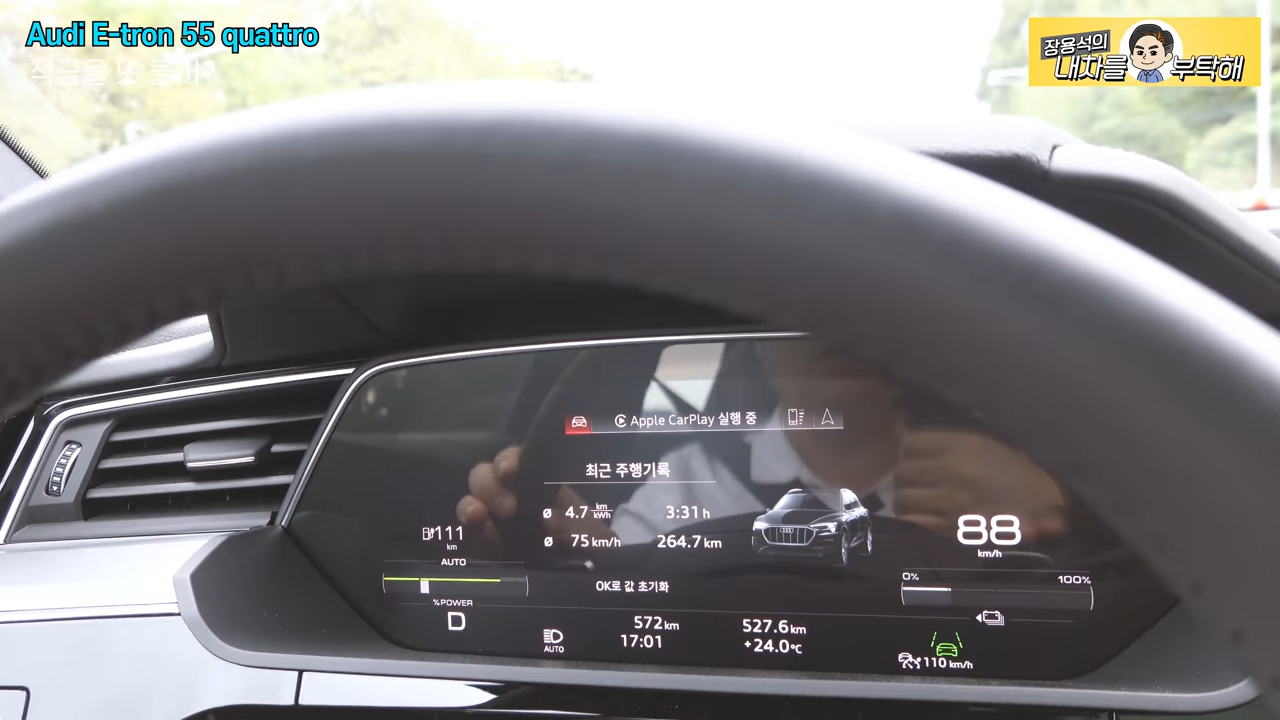 Audi E-tron 55 quattro
장용석의
내차를 부탁해
Apple CarPlay 실행 중
최근 주행기록
ø 4.7 km/kWh 3:31 h
ø 75 km/h 264.7 km
OK로 값 초기화
111
km
AUTO
%POWER
D
AUTO
572 km
17:01
527.6 km
+24.0 °C
88
km/h
0% 100%
110 km/h